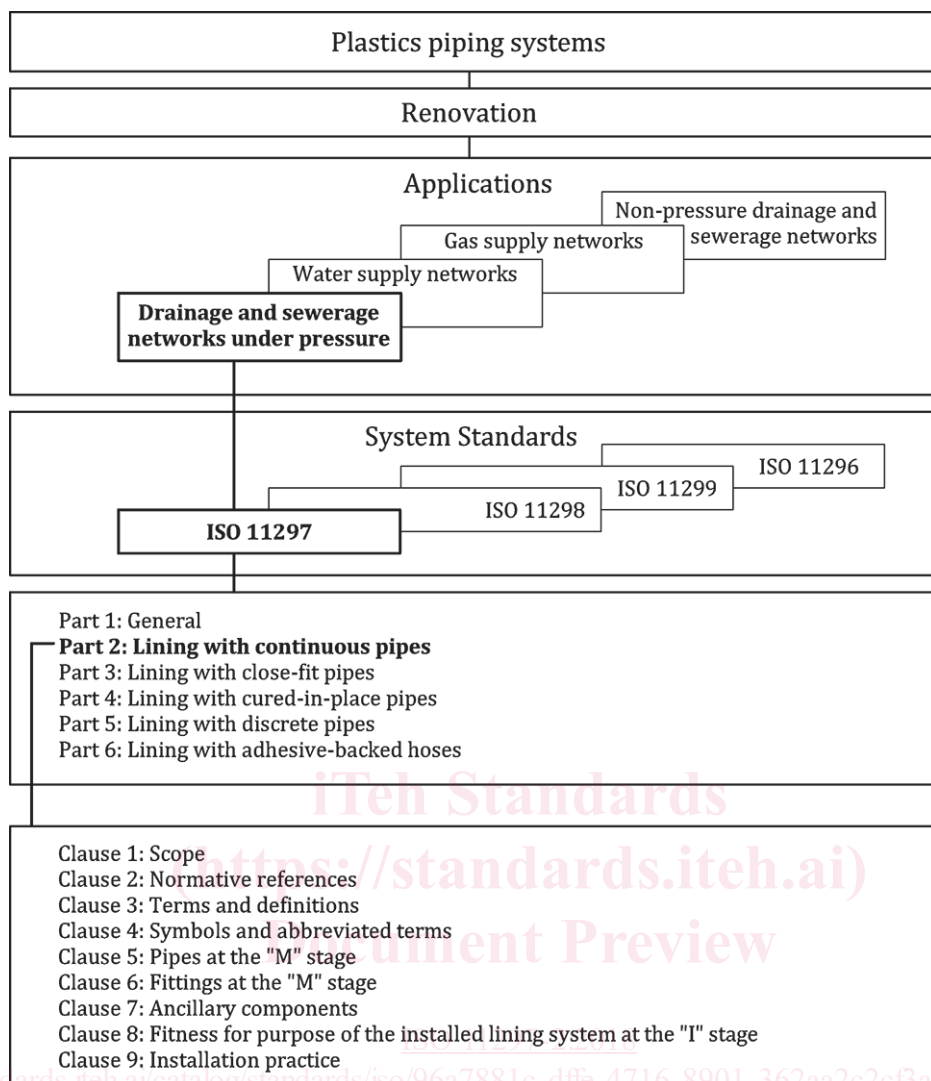 Plastics piping systems
Renovation
Applications
Non-pressure drainage and
sewerage networks
Gas supply networks
Water supply networks
Drainage and sewerage
networks under pressure
System Standards
ISO 11296
ISO 11299
ISO 11298
ISO 11297
Part 1: General
Part 2: Lining with continuous pipes
Part 3: Lining with close-fit pipes
Part 4: Lining with cured-in-place pipes
Part 5: Lining with discrete pipes
Part 6: Lining with adhesive-backed hoses
iTeh Standards
(https://standards.iteh.ai)
Document Preview
Clause 1: Scope
Clause 2: Normative references
Clause 3: Terms and definitions
Clause 4: Symbols and abbreviated terms
Clause 5: Pipes at the "M" stage
Clause 6: Fittings at the "M" stage
Clause 7: Ancillary components
Clause 8: Fitness for purpose of the installed lining system at the "I" stage
Clause 9: Installation practice